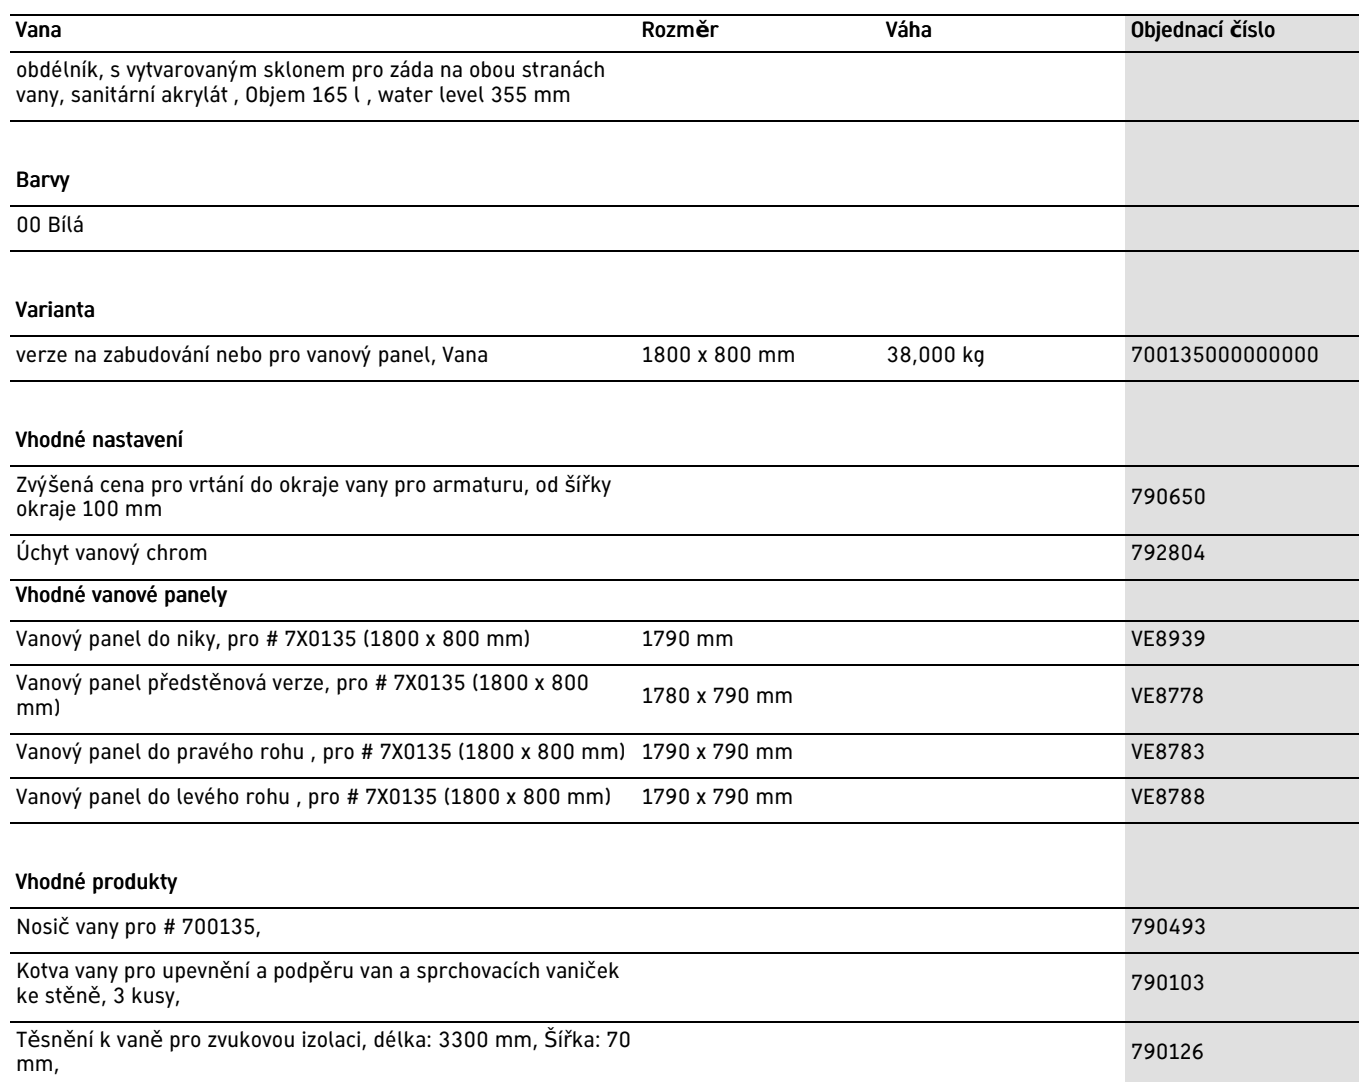 Vana Rozměr Váha Objednací číslo
obdélník, s vytvarovaným sklonem pro záda na obou stranách
vany, sanitární akrylát , Objem 165 l , water level 355 mm
Barvy
00 Bílá
Varianta
verze na zabudování nebo pro vanový panel, Vana 1800 x 800 mm 38,000 kg 700135000000000
Vhodné nastavení
Zvýšená cena pro vrtání do okraje vany pro armaturu, od šířky
okraje 100 mm
790650
Úchyt vanový chrom 792804
Vhodné vanové panely
Vanový panel do niky, pro # 7X0135 (1800 x 800 mm) 1790 mm VE8939
Vanový panel předstěnová verze, pro # 7X0135 (1800 x 800
mm)
1780 x 790 mm VE8778
Vanový panel do pravého rohu , pro # 7X0135 (1800 x 800 mm) 1790 x 790 mm VE8783
Vanový panel do levého rohu , pro # 7X0135 (1800 x 800 mm) 1790 x 790 mm VE8788
Vhodné produkty
Nosič vany pro # 700135, 790493
Kotva vany pro upevnění a podpěru van a sprchovacích vaniček
ke stěně, 3 kusy,
790103
Těsnění k vaně pro zvukovou izolaci, délka: 3300 mm, Šířka: 70
mm,
790126